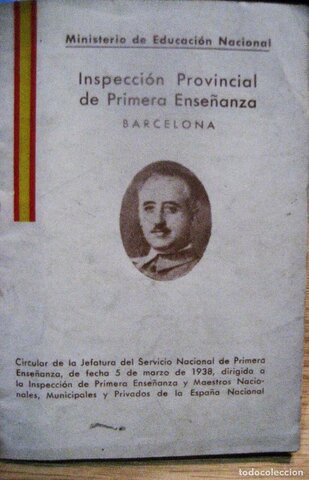 Ministerio de Educación Nacional
Inspección Provincial
de Primera Enseñanza
BARCELONA
Circular de la Jefatura del Servicio Nacional de Primera
Enseñanza, de fecha 5 de marzo de 1938, dirigida a
la Inspección de Primera Enseñanza y Maestros Nacio-
nales, Municipales y Privados de la España Nacional
todocoleccion